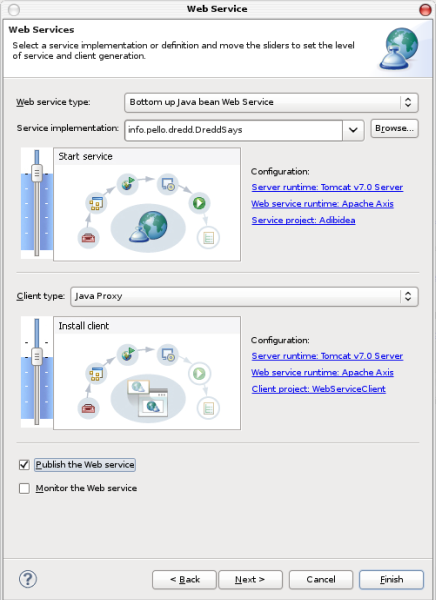 Web Service
Web Services
Select a service implementation or definition and move the sliders to set the level
of service and client generation.
Web service type: Bottom up Java bean Web Service
Service implementation: info.pello.dredd.DreddSays Browse...
Start service
Configuration:
Server runtime: Tomcat v7.0 Server
Web service runtime: Apache Axis
Service project: Adibidea
Client type: Java Proxy
Install client
Configuration:
Server runtime: Tomcat v7.0 Server
Web service runtime: Apache Axis
Client project: WebServiceClient
Publish the Web service
Monitor the Web service
? < Back Next > Cancel Finish